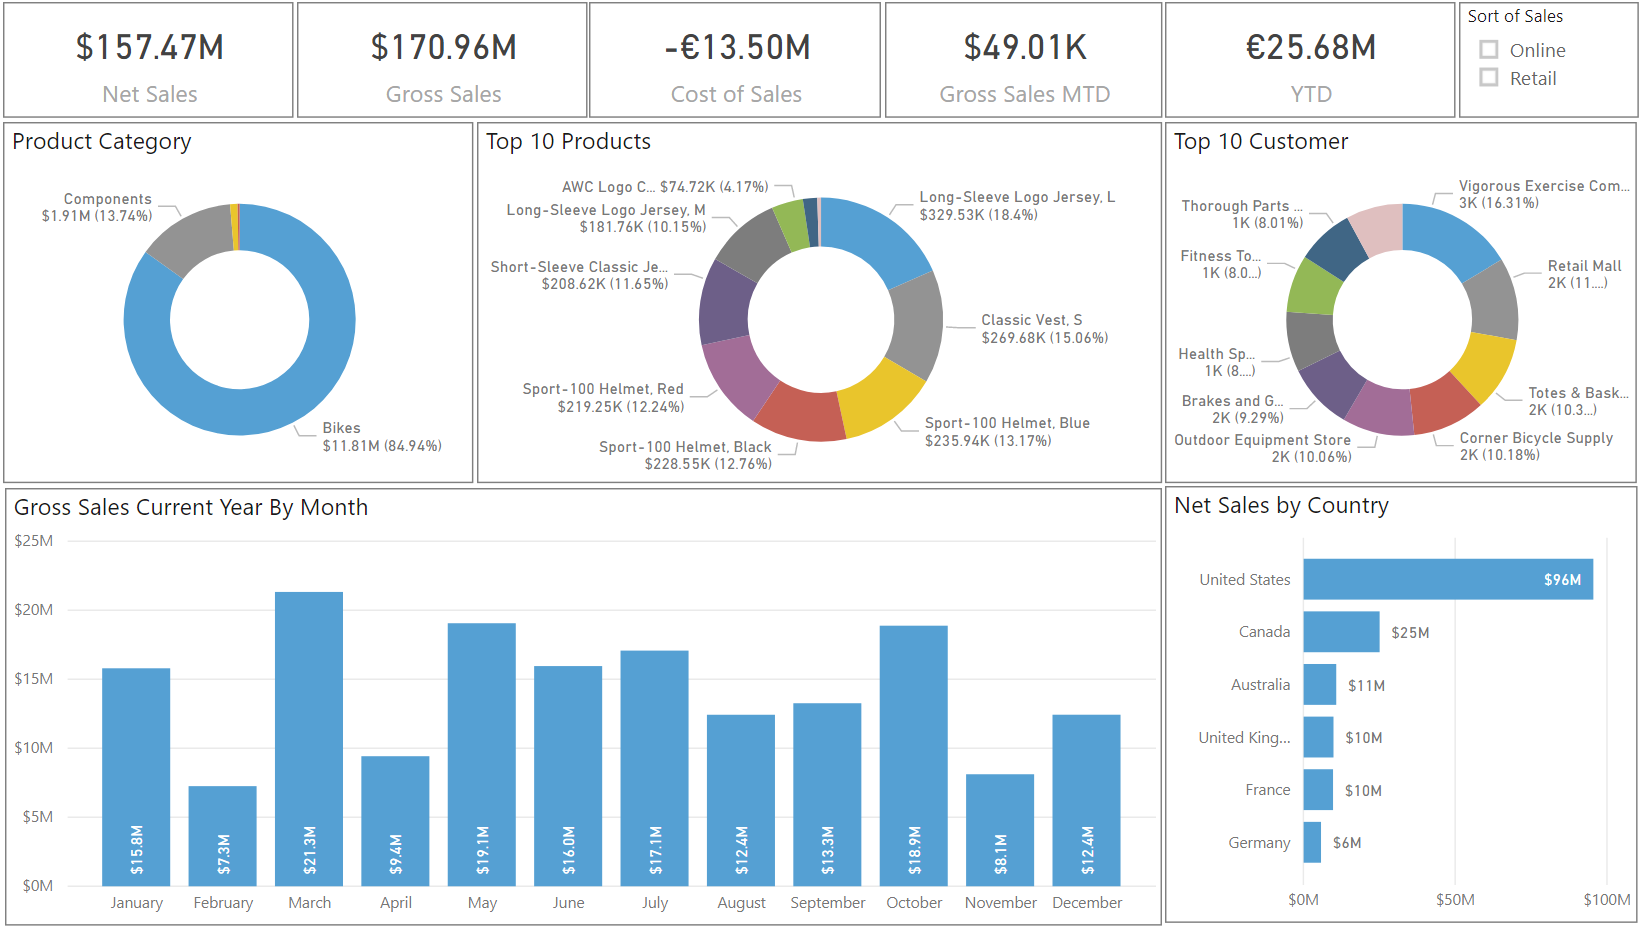 $157.47M
Net Sales
$170.96M
Gross Sales
-€13.50M
Cost of Sales
$49.01K
Gross Sales MTD
€25.68M
YTD
Sort of Sales
Online
Retail
Product Category
Components
$1.91M (13.74%)
Bikes
$11.81M (84.94%)
Top 10 Products
AWC Logo C... $74.72K (4.17%)
Long-Sleeve Logo Jersey, M
$181.76K (10.15%)
Short-Sleeve Classic Je...
$208.62K (11.65%)
Sport-100 Helmet, Red
$219.25K (12.24%)
Sport-100 Helmet, Black
$228.55K (12.76%)
Long-Sleeve Logo Jersey, L
$329.53K (18.4%)
Classic Vest, S
$269.68K (15.06%)
Sport-100 Helmet, Blue
$235.94K (13.17%)
Top 10 Customer
Vigorous Exercise Com...
3K (16.31%)
Thorough Parts ...
1K (8.01%)
Fitness To...
1K (8.0...)
Health Sp...
1K (8....)
Brakes and G...
2K (9.29%)
Outdoor Equipment Store
2K (10.06%)
Retail Mall
2K (11....)
Totes & Bask...
2K (10.3...)
Corner Bicycle Supply
2K (10.18%)
Gross Sales Current Year By Month
$25M
$20M
$15M
$10M
$5M
$0M
$15.8M
$7.3M
$21.3M
$9.4M
$19.1M
$16.0M
$17.1M
$12.4M
$13.3M
$18.9M
$8.1M
$12.4M
January
February
March
April
May
June
July
August
September
October
November
December
Net Sales by Country
United States
$96M
Canada
$25M
Australia
$11M
United King...
$10M
France
$10M
Germany
$6M
$0M
$50M
$100M